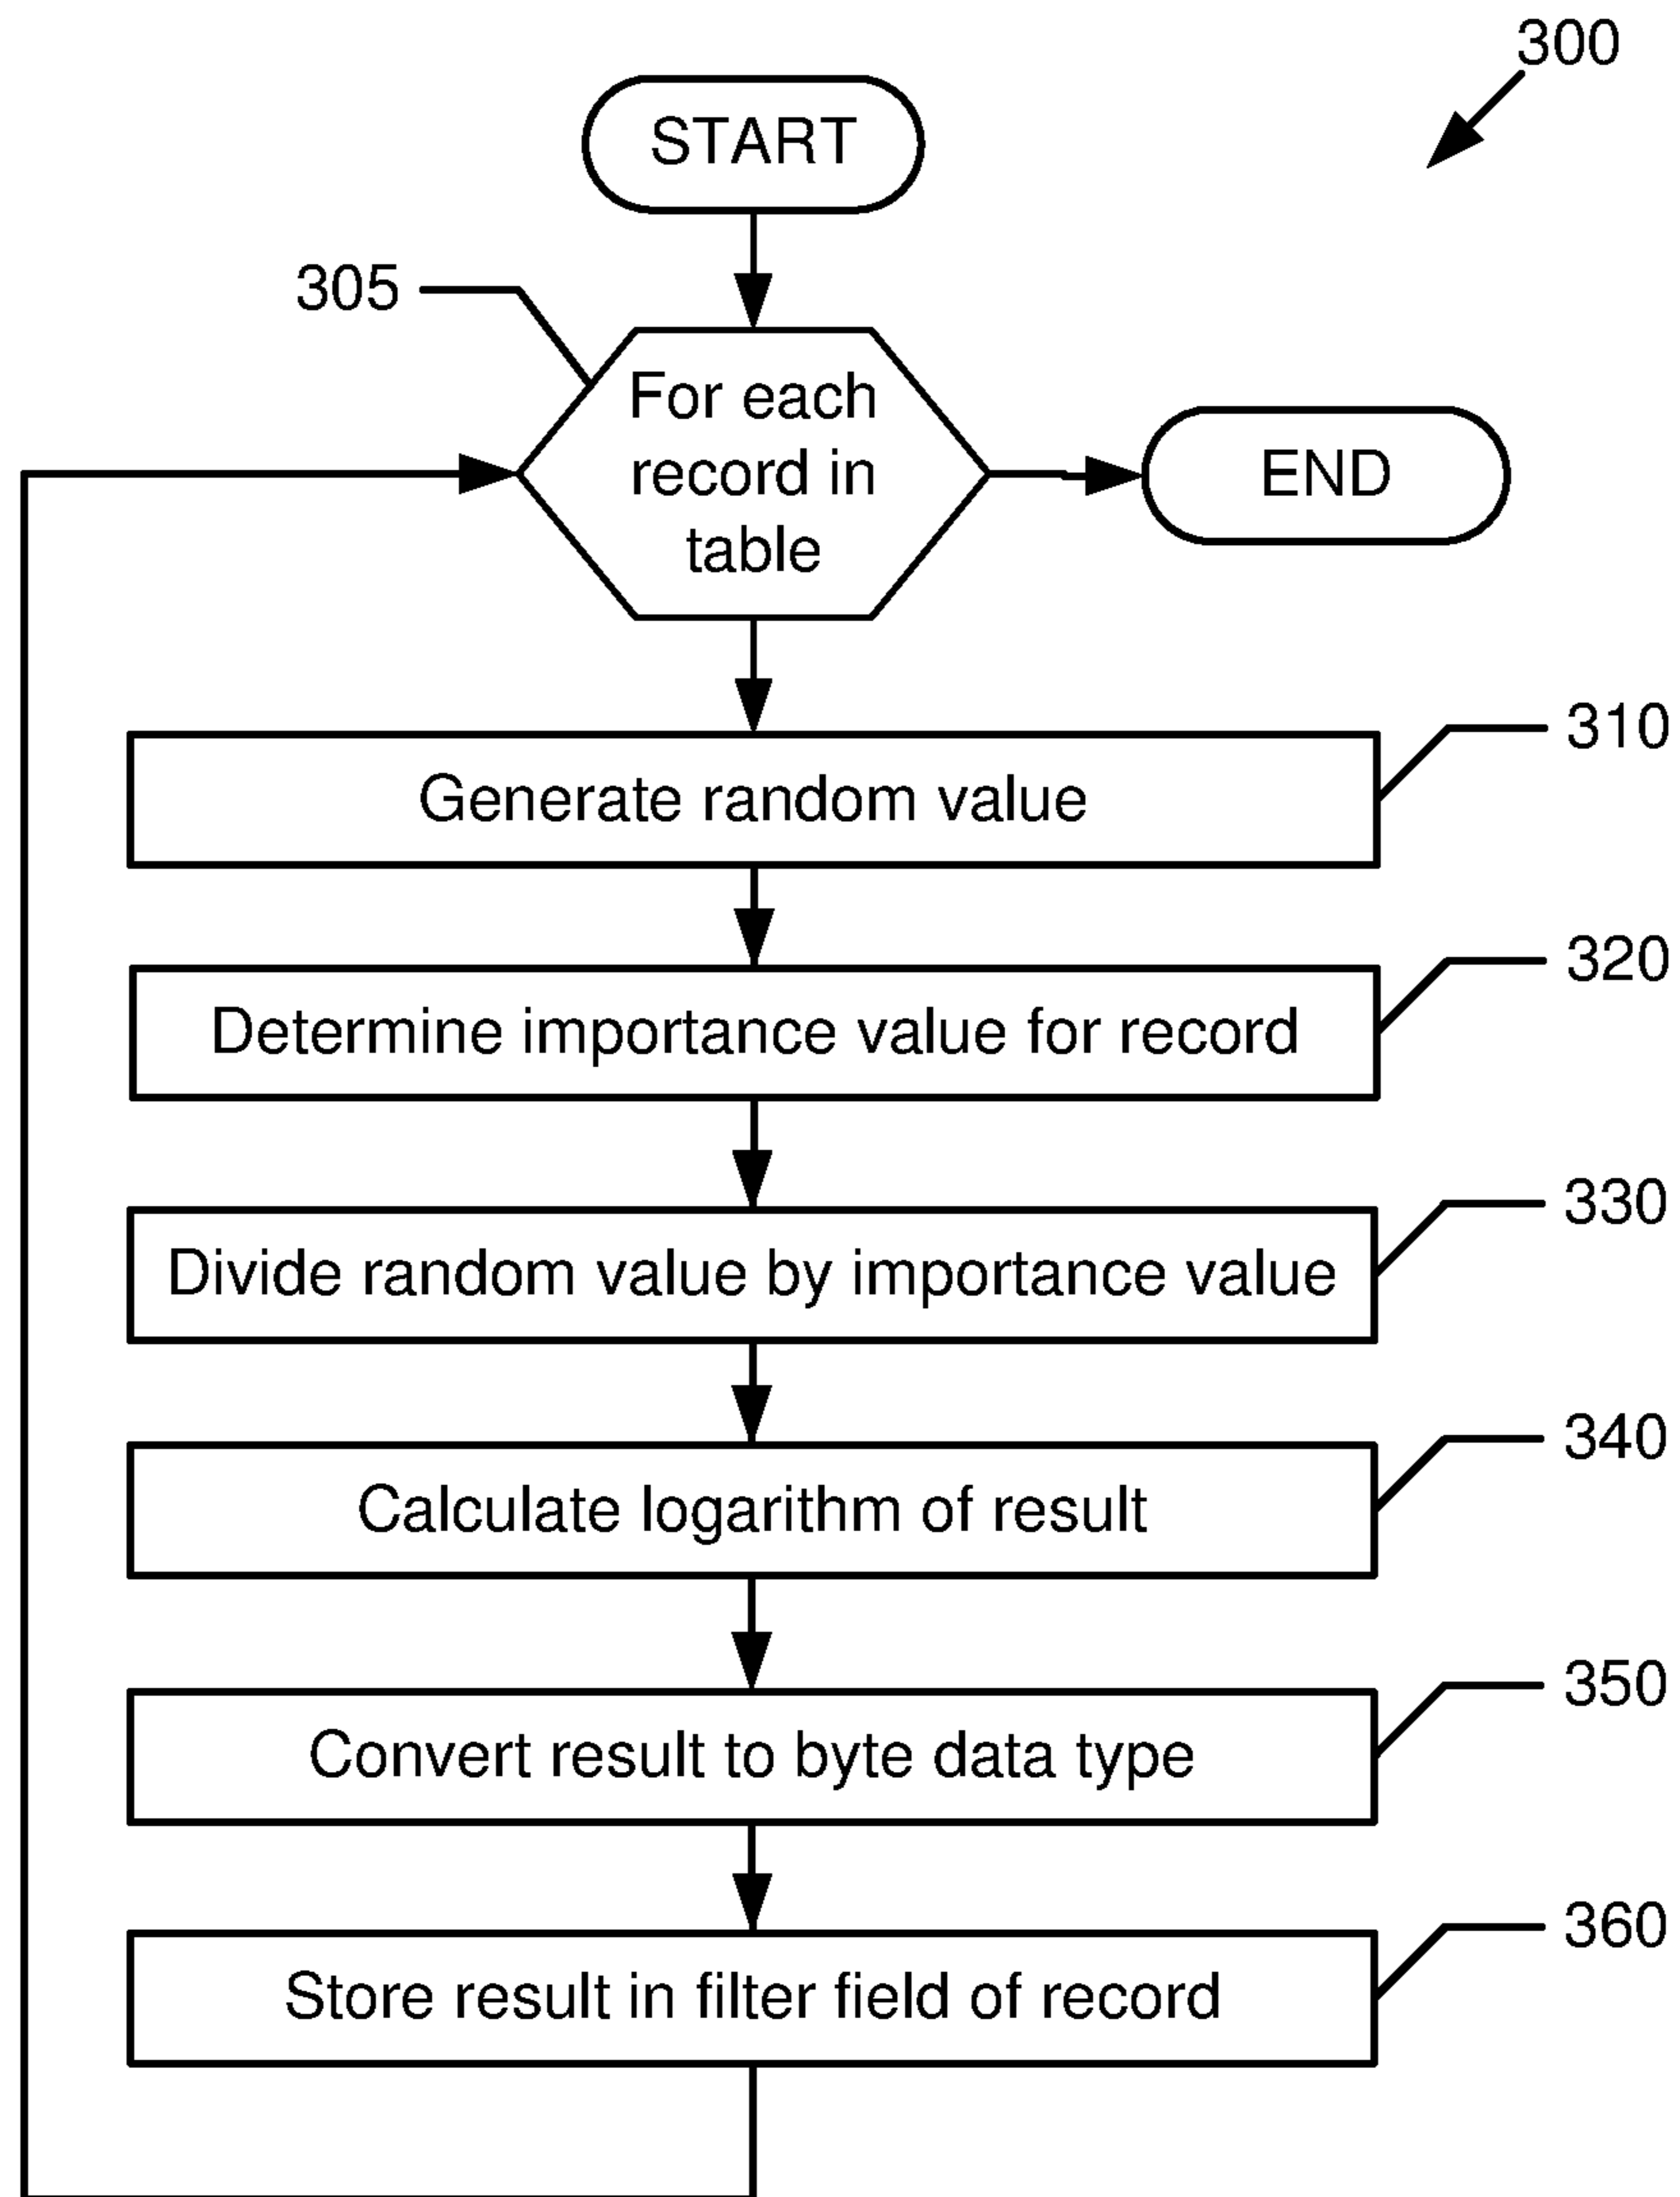 300
START
305
For each
record in
table
END
310
Generate random value
320
Determine importance value for record
330
Divide random value by importance value
340
Calculate logarithm of result
350
Convert result to byte data type
360
Store result in filter field of record